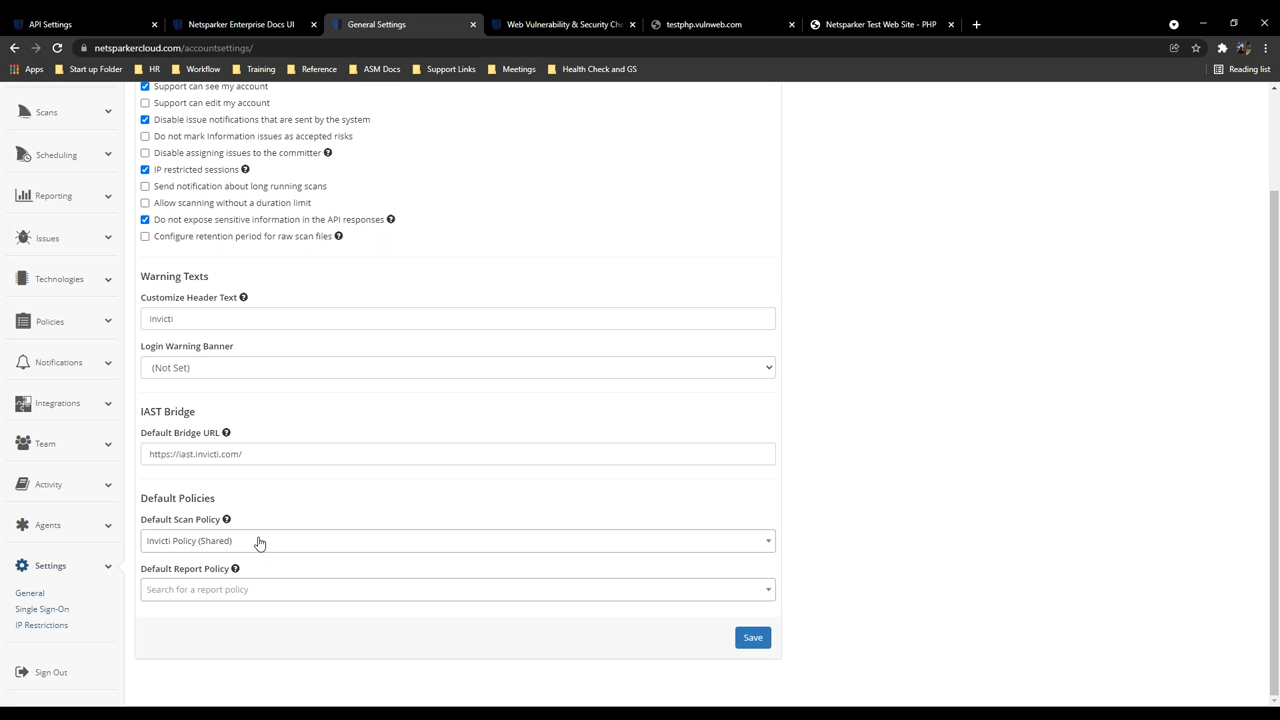 API Settings
Netsparker Enterprise Docs UI
General Settings
Web Vulnerability & Security Che
testphp.vulnweb.com
Netsparker Test Web Site - PHP
netsparkercloud.com/accountsettings/
Apps
Start up Folder
HR
Workflow
Training
Reference
ASM Docs
Support Links
Meetings
Health Check and GS
Reading list
Scans
Scheduling
Reporting
Issues
Technologies
Policies
Notifications
Integrations
Team
Activity
Agents
Settings
General
Single Sign-On
IP Restrictions
Sign Out
Support can see my account
Support can edit my account
Disable issue notifications that are sent by the system
Do not mark Information issues as accepted risks
Disable assigning issues to the committer ?
IP restricted sessions ?
Send notification about long running scans
Allow scanning without a duration limit
Do not expose sensitive information in the API responses ?
Configure retention period for raw scan files ?
Warning Texts
Customize Header Text ?
Invicti
Login Warning Banner
(Not Set)
IAST Bridge
Default Bridge URL ?
https://iast.invicti.com/
Default Policies
Default Scan Policy ?
Invicti Policy (Shared)
Default Report Policy ?
Search for a report policy
Save